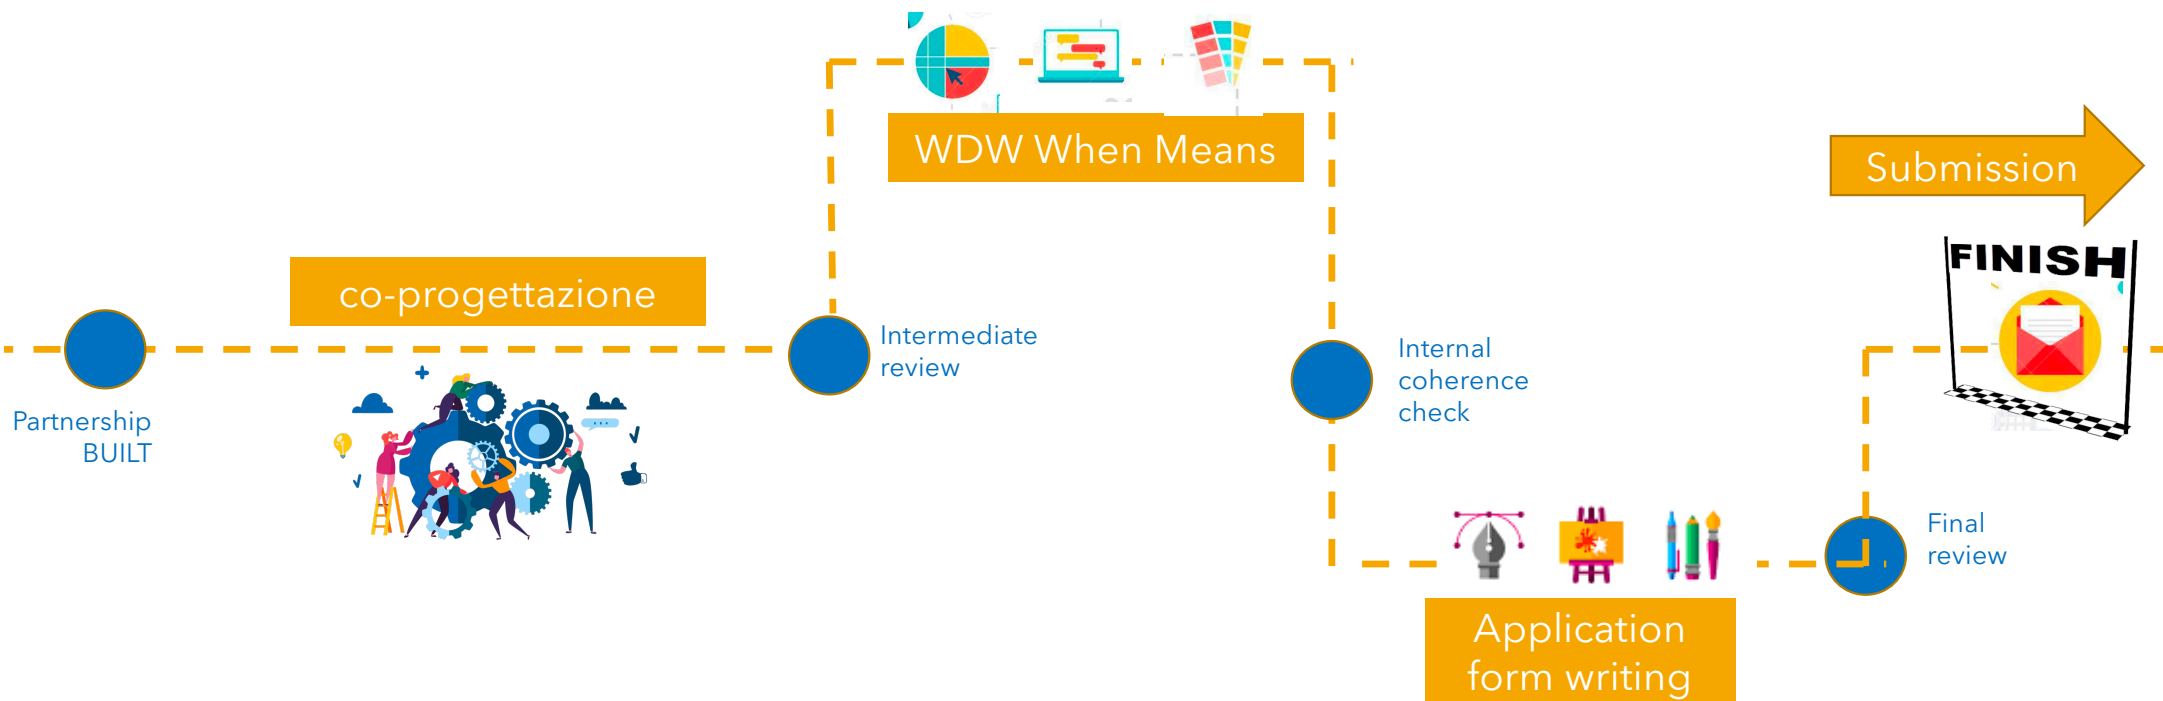 Partnership
BUILT
co-progettazione
Intermediate
review
WDW When Means
Internal
coherence
check
Application
form writing
Final
review
Submission
FINISH